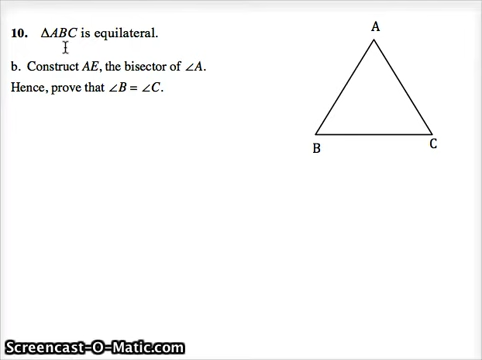 10. ΔABC is equilateral.
b. Construct AE, the bisector of ∠A.
Hence, prove that ∠B = ∠C.
A
B
C
Screencast-O-Matic.com